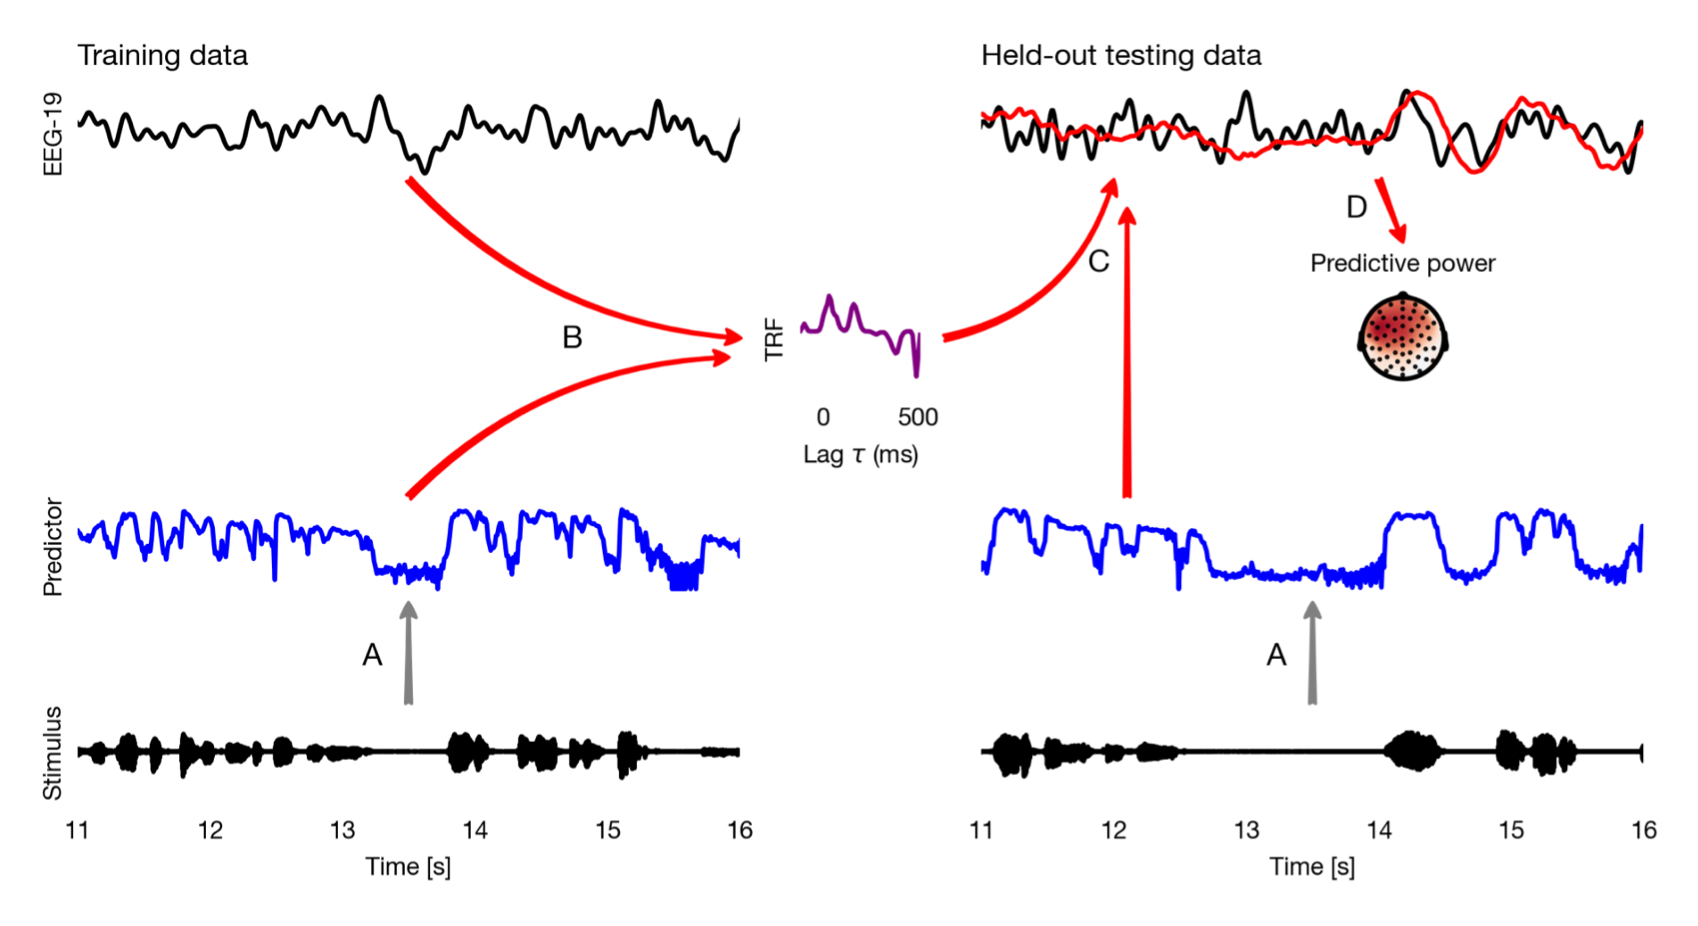 Training data
Held-out testing data
EEG-19
D
Predictive power
C
B
TRF
0 500
Lag τ (ms)
Predictor
A
A
Stimulus
11 12 13 14 15 16
Time [s]
11 12 13 14 15 16
Time [s]